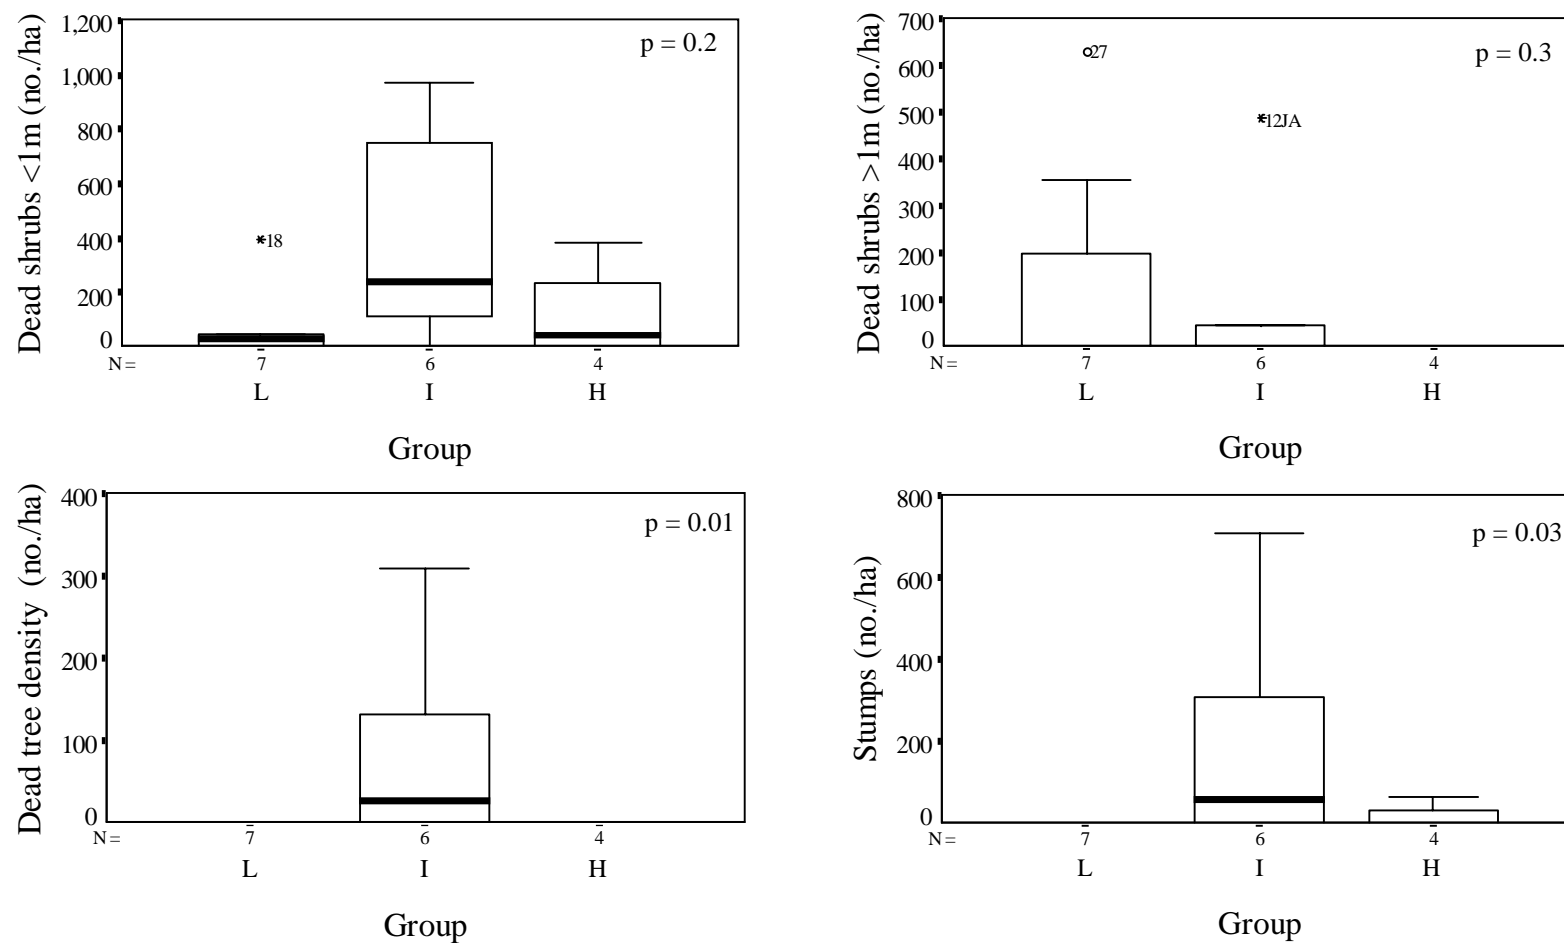 Dead shrubs <1m (no./ha)
1,200
1,000
800
600
400
200
0
p = 0.2
*18
N= 7 6 4
L I H
Group
Dead shrubs >1m (no./ha)
700
600
500
400
300
200
100
0
p = 0.3
27
*12JA
N= 7 6 4
L I H
Group
Dead tree density (no./ha)
400
300
200
100
0
p = 0.01
N= 7 6 4
L I H
Group
Stumps (no./ha)
800
600
400
200
0
p = 0.03
N= 7 6 4
L I H
Group